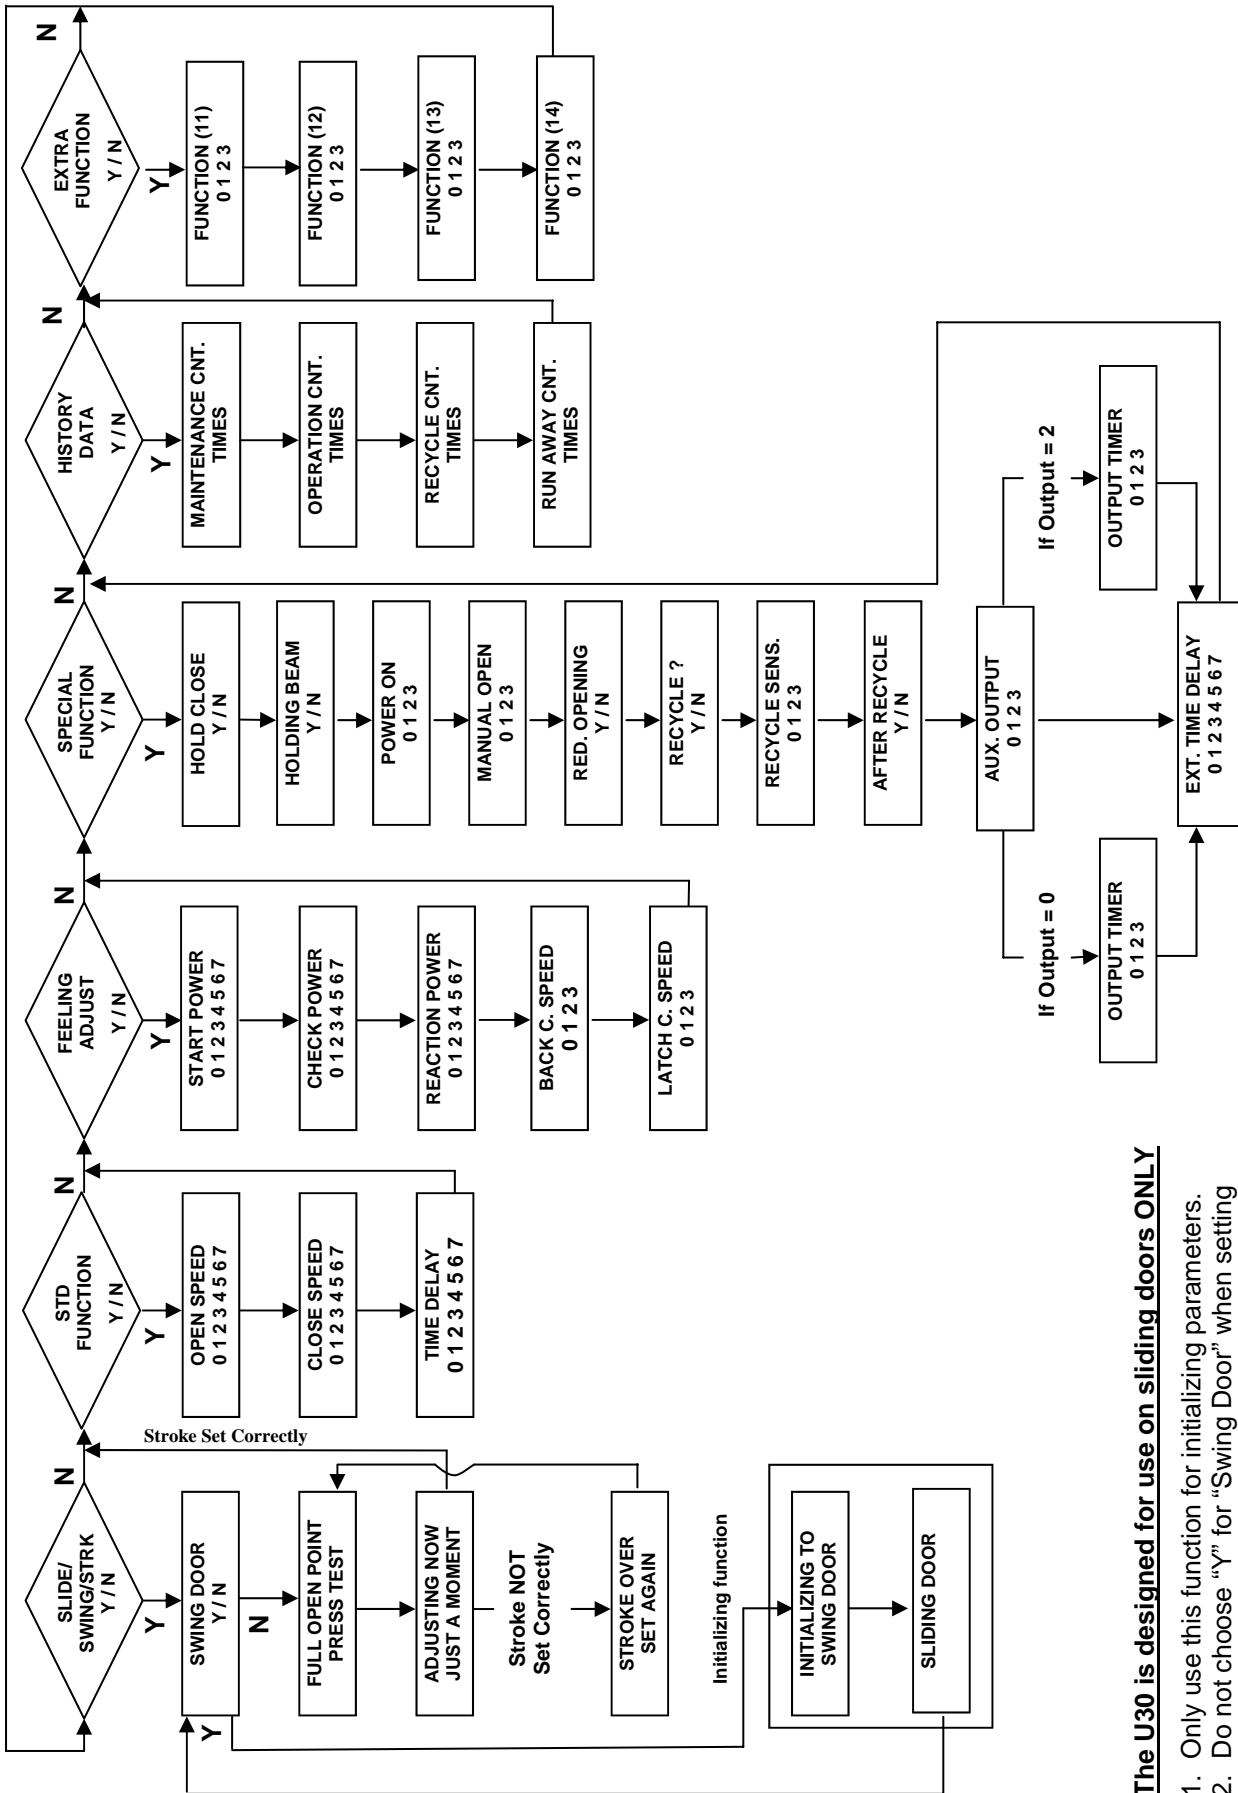 SLIDE/
SWING/STRK
Y / N
N
Y
SWING DOOR
Y / N
Y
N
FULL OPEN POINT
PRESS TEST
ADJUSTING NOW
JUST A MOMENT
Stroke Set Correctly
Stroke NOT
Set Correctly
STROKE OVER
SET AGAIN
Initializing function
INITIALIZING TO
SWING DOOR
SLIDING DOOR
STD
FUNCTION
Y / N
N
Y
OPEN SPEED
0 1 2 3 4 5 6 7
CLOSE SPEED
0 1 2 3 4 5 6 7
TIME DELAY
0 1 2 3 4 5 6 7
FEELING
ADJUST
Y / N
N
Y
START POWER
0 1 2 3 4 5 6 7
CHECK POWER
0 1 2 3 4 5 6 7
REACTION POWER
0 1 2 3 4 5 6 7
BACK C. SPEED
0 1 2 3
LATCH C. SPEED
0 1 2 3
SPECIAL
FUNCTION
Y / N
N
Y
HOLD CLOSE
Y / N
HOLDING BEAM
Y / N
POWER ON
0 1 2 3
MANUAL OPEN
0 1 2 3
RED. OPENING
Y / N
RECYCLE ?
Y / N
RECYCLE SENS.
0 1 2 3
AFTER RECYCLE
Y / N
AUX. OUTPUT
0 1 2 3
If Output = 0
OUTPUT TIMER
0 1 2 3
If Output = 2
OUTPUT TIMER
0 1 2 3
EXT. TIME DELAY
0 1 2 3 4 5 6 7
HISTORY
DATA
Y / N
N
Y
MAINTENANCE CNT.
TIMES
OPERATION CNT.
TIMES
RECYCLE CNT.
TIMES
RUN AWAY CNT.
TIMES
EXTRA
FUNCTION
Y / N
N
Y
FUNCTION (11)
0 1 2 3
FUNCTION (12)
0 1 2 3
FUNCTION (13)
0 1 2 3
FUNCTION (14)
0 1 2 3
The U30 is designed for use on sliding doors ONLY
1. Only use this function for initializing parameters.
2. Do not choose “Y” for “Swing Door” when setting